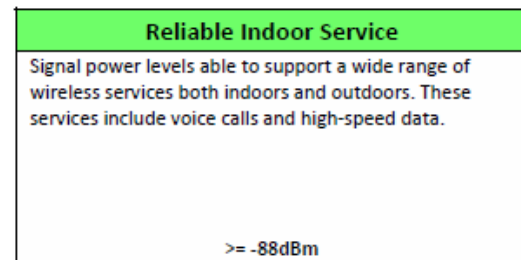 Reliable Indoor Service
Signal power levels able to support a wide range of
wireless services both indoors and outdoors. These
services include voice calls and high-speed data.
>= -88dBm